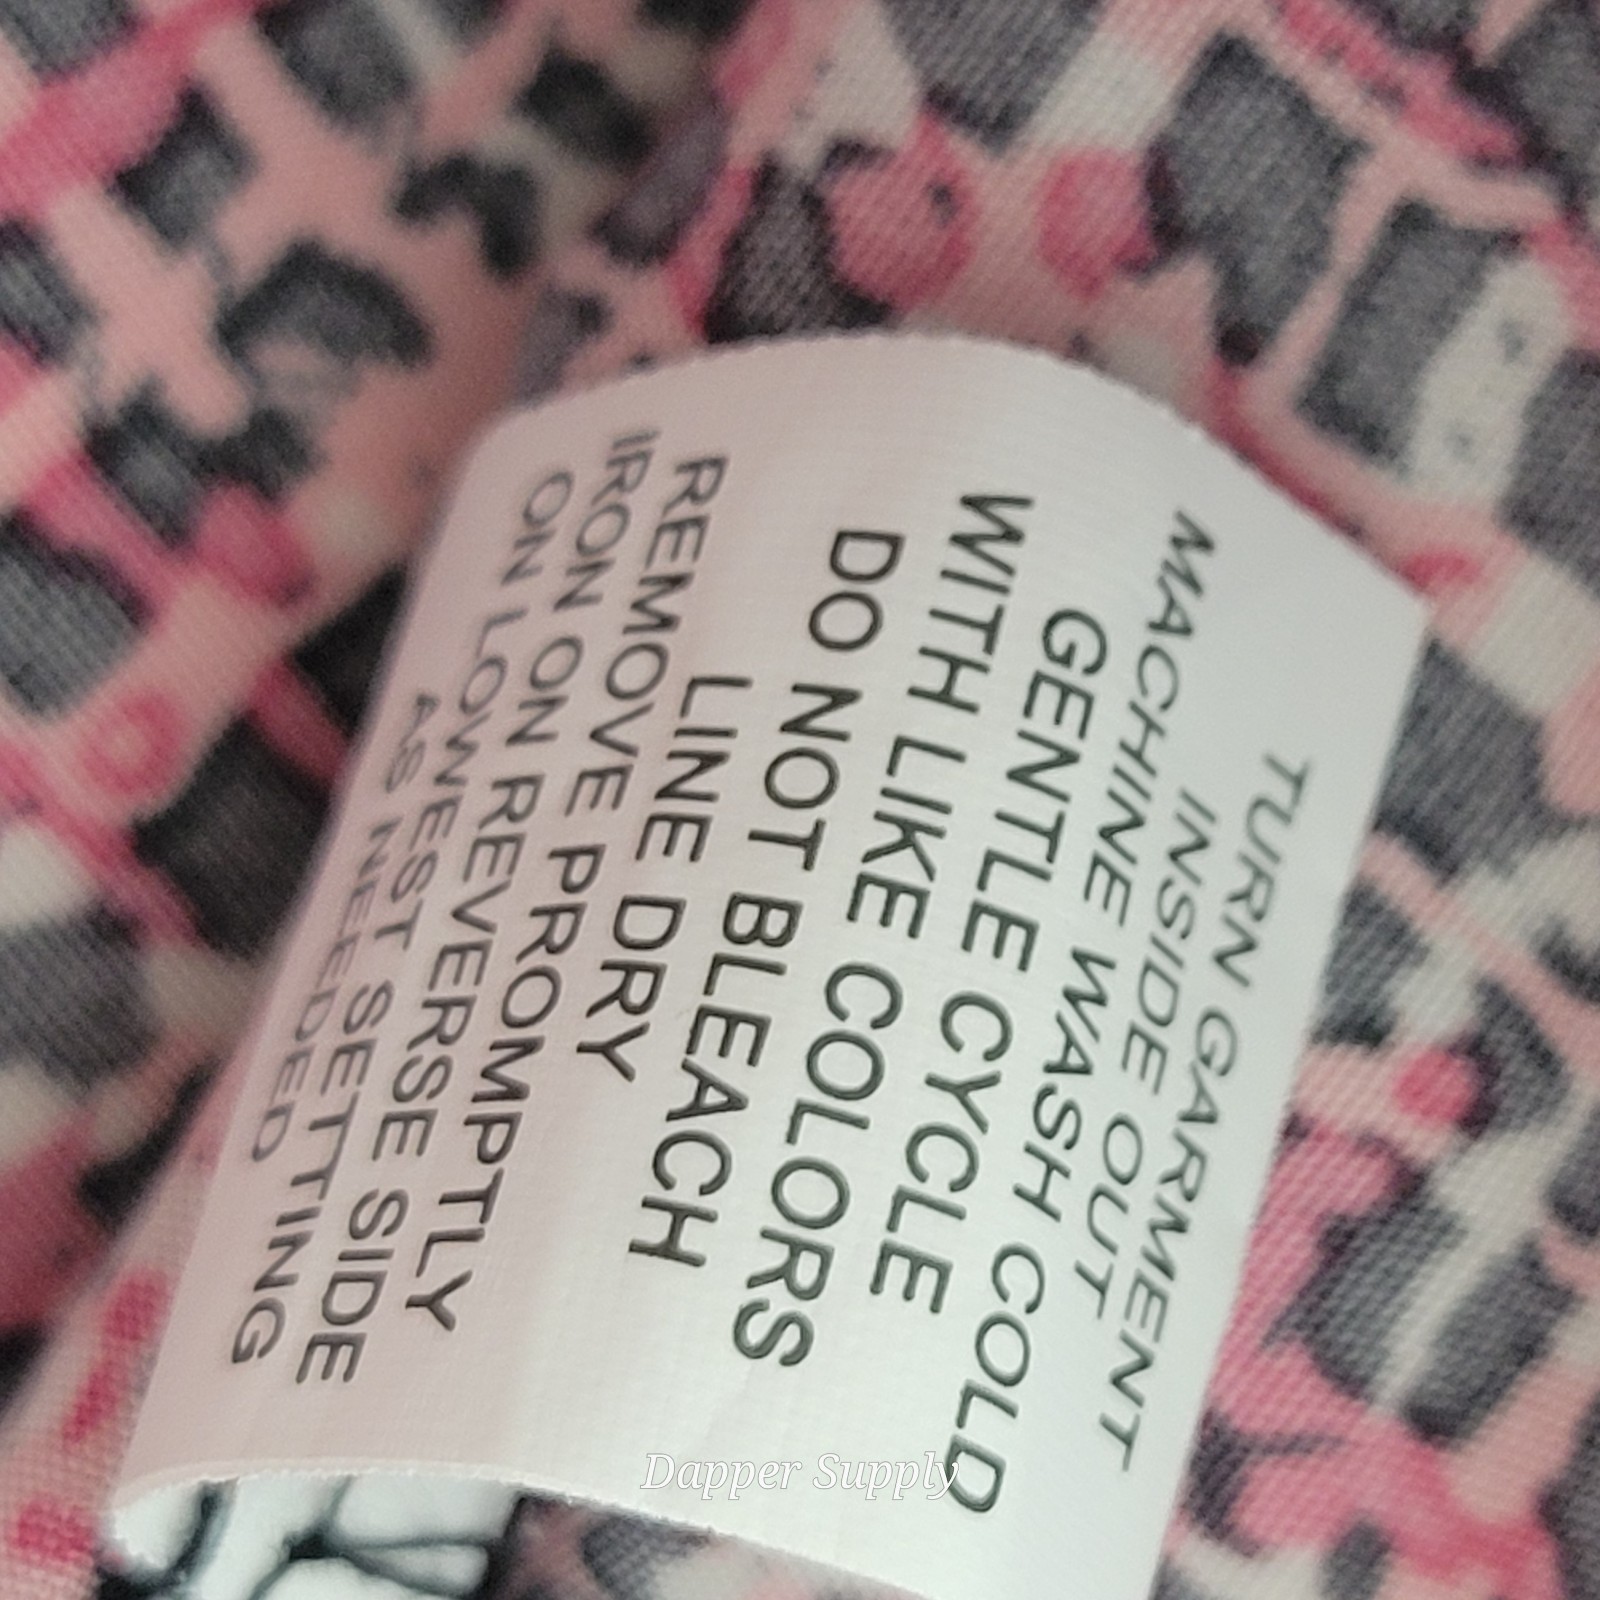 TURN GARMENT
INSIDE OUT
MACHINE WASH COLD
GENTLE CYCLE
WITH LIKE COLORS
DO NOT BLEACH
LINE DRY
REMOVE PROMPTLY
IRON ON REVERSE SIDE
ON LOWEST SETTING
AS NEEDED
Dapper Supply